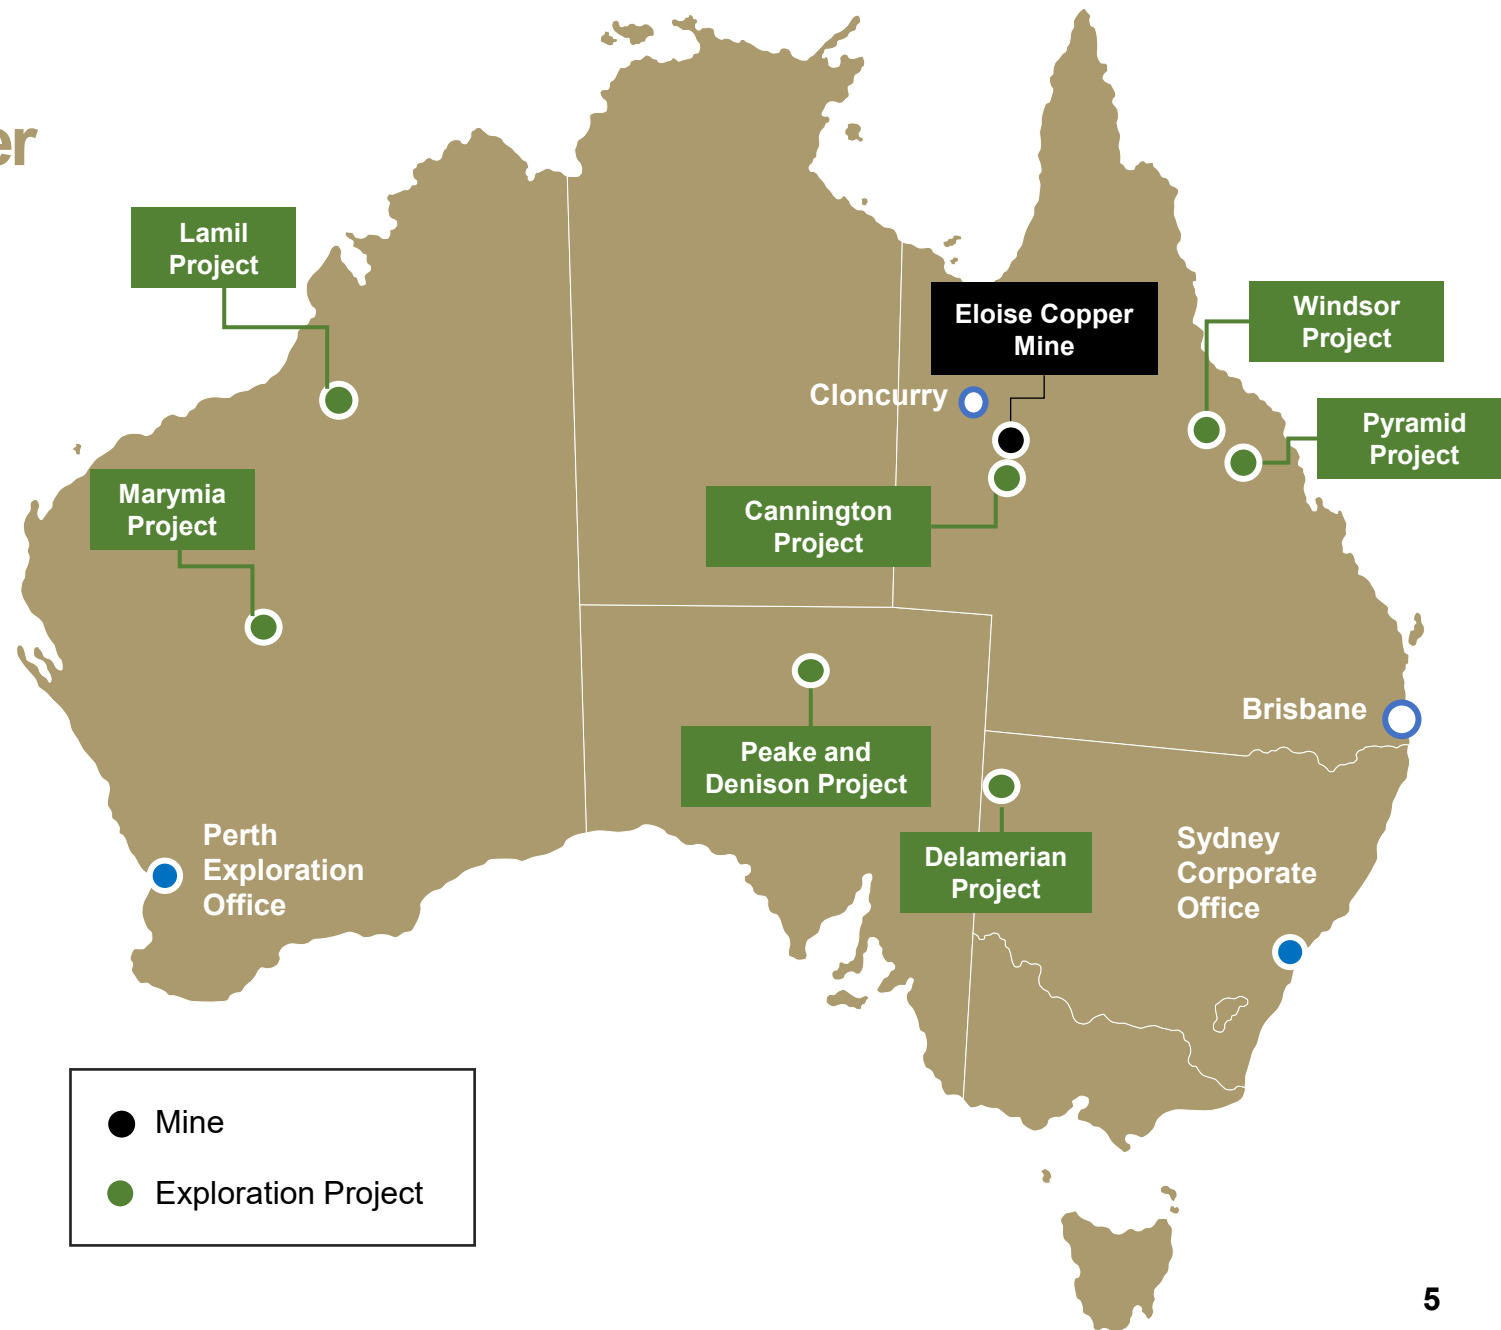 er
Lamil
Project
Eloise Copper
Mine
Windsor
Project
Cloncurry
Pyramid
Project
Marymia
Project
Cannington
Project
Brisbane
Peake and
Denison Project
Perth
Exploration
Office
Delamerian
Project
Sydney
Corporate
Office
Mine
Exploration Project
5